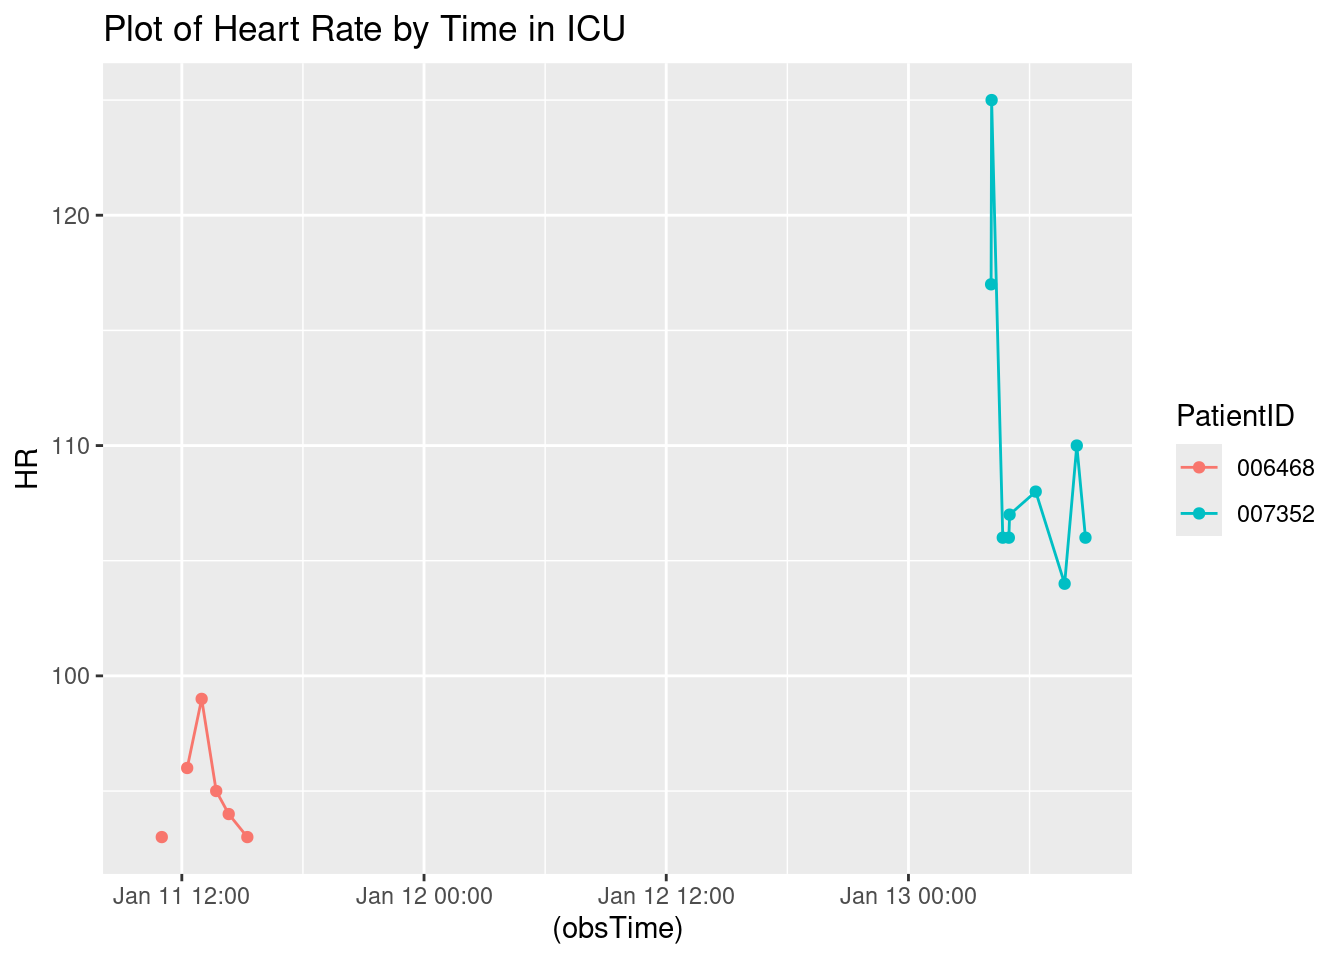 Plot of Heart Rate by Time in ICU
120
110
100
HR
Jan 11 12:00
Jan 12 00:00
Jan 12 12:00
Jan 13 00:00
(obsTime)
PatientID
006468
007352